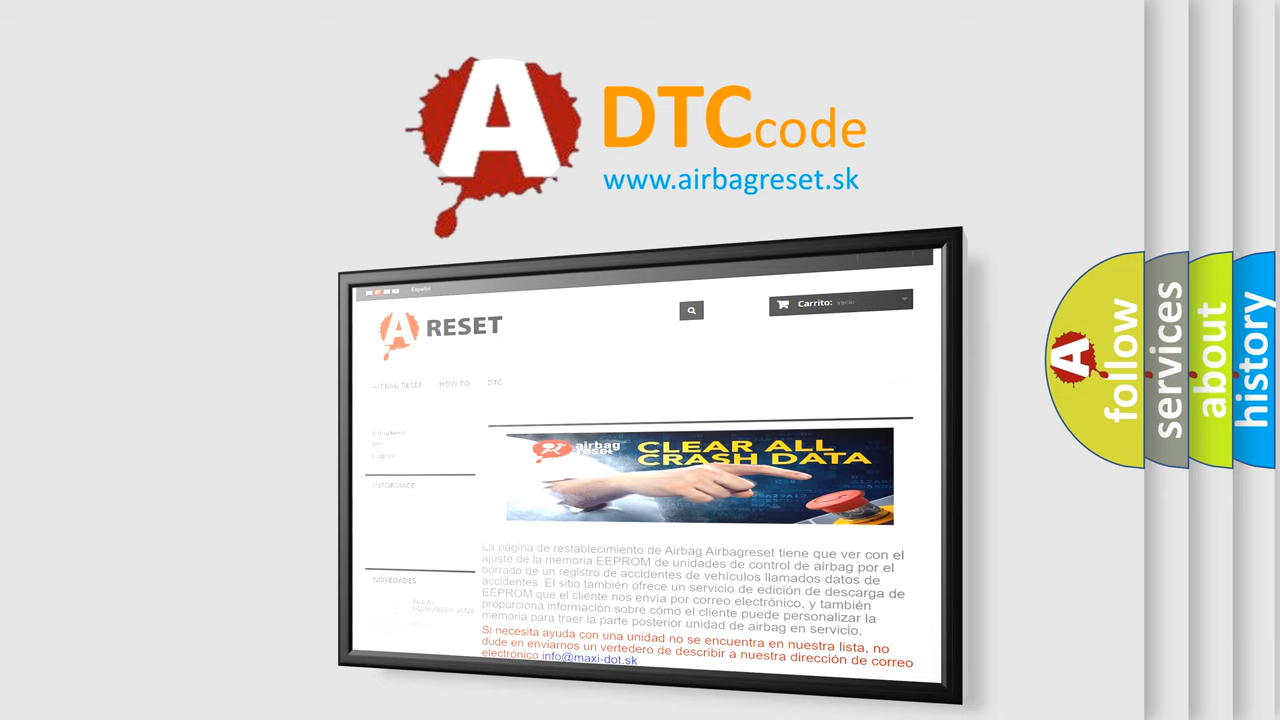 A DTCcode
www.airbagreset.sk
Español
A RESET
Carrito: vacío
AIRBAG RESET HOW TO DTC
INFORMACE
airbag
reset
CLEAR ALL
CRASH DATA
La página de restablecimiento de Airbag Airbagreset tiene que ver con el
ajuste de la memoria EEPROM de unidades de control de airbag por el
borrado de un registro de accidentes de vehículos llamados datos de
accidentes. El sitio también ofrece un servicio de edición de descarga de
EEPROM que el cliente nos envía por correo electrónico, y también
proporciona información sobre cómo el cliente puede personalizar la
memoria para traer la parte posterior unidad de airbag en servicio.
Si necesita ayuda con una unidad no se encuentra en nuestra lista, no
dude en enviarnos un vertedero de describir a nuestra dirección de correo
electrónico info@maxi-dot.sk
NOVEDADES
A
follow
services
about
history